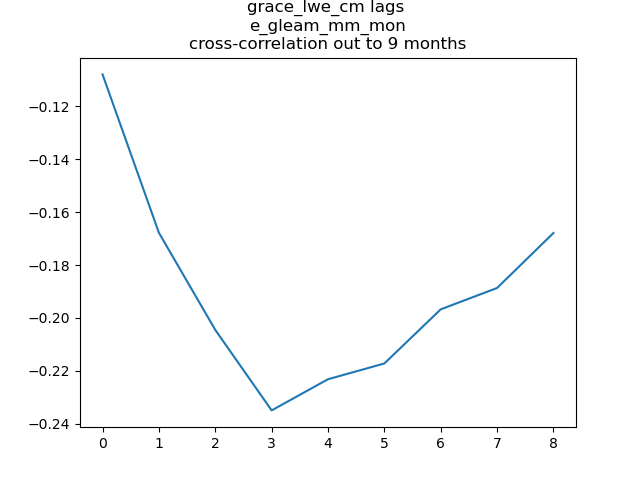 grace_lwe_cm lags
e_gleam_mm_mon
cross-correlation out to 9 months
−0.12
−0.14
−0.16
−0.18
−0.20
−0.22
−0.24
0 1 2 3 4 5 6 7 8